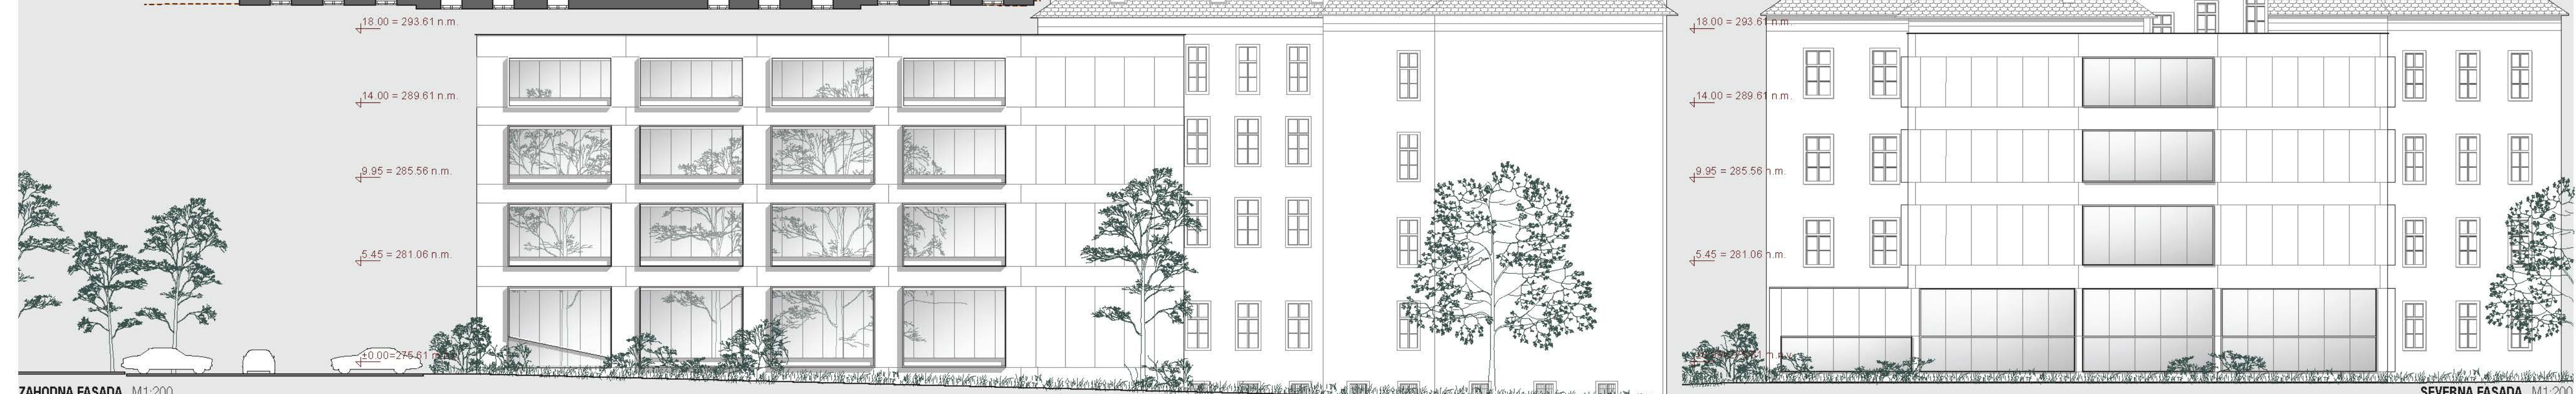 18.00 = 293.61 n.m.
14.00 = 289.61 n.m.
9.95 = 285.56 n.m.
5.45 = 281.06 n.m.
±0.00=275.61
ZAHODNA FASADA M1:200
18.00 = 293.61 n.m.
14.00 = 289.61 n.m.
9.95 = 285.56 n.m.
5.45 = 281.06 n.m.
SEVERNA FASADA M1:200